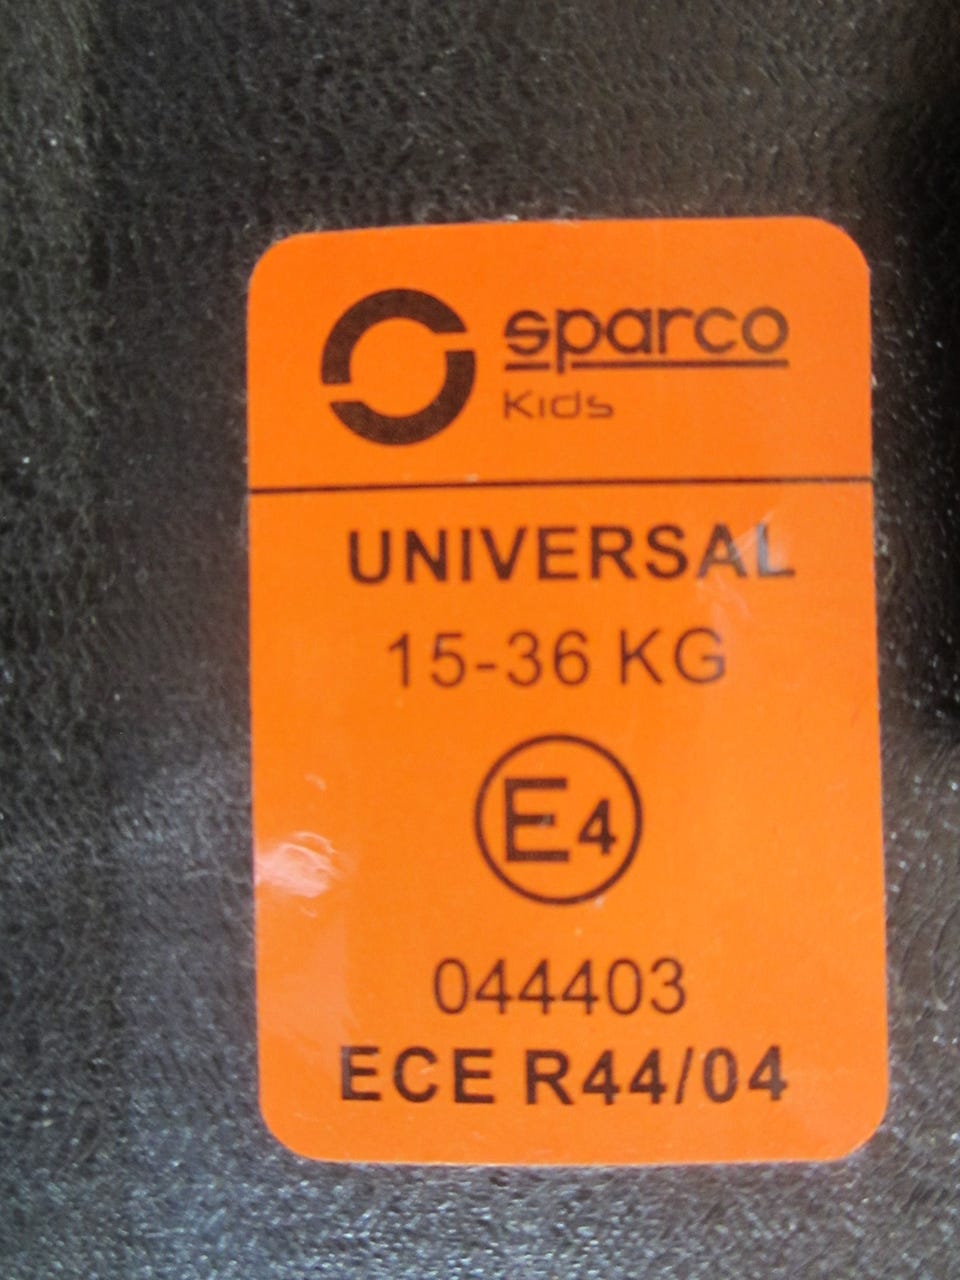 sparco
Kids
UNIVERSAL
15-36 KG
E4
044403
ECE R44/04